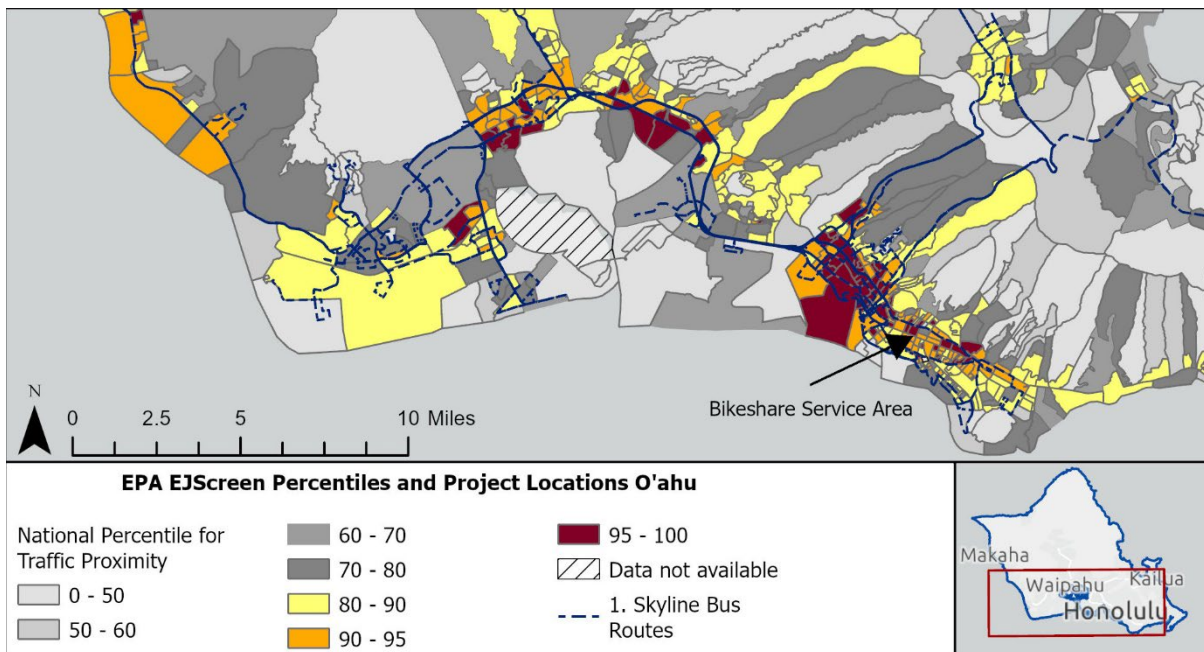 N
0 2.5 5 10 Miles
Bikeshare Service Area
EPA EJScreen Percentiles and Project Locations O'ahu
National Percentile for
Traffic Proximity
0 - 50
50 - 60
60 - 70
70 - 80
80 - 90
90 - 95
95 - 100
Data not available
1. Skyline Bus
Routes
Makaha
Waipahu
Kailua
Honolulu